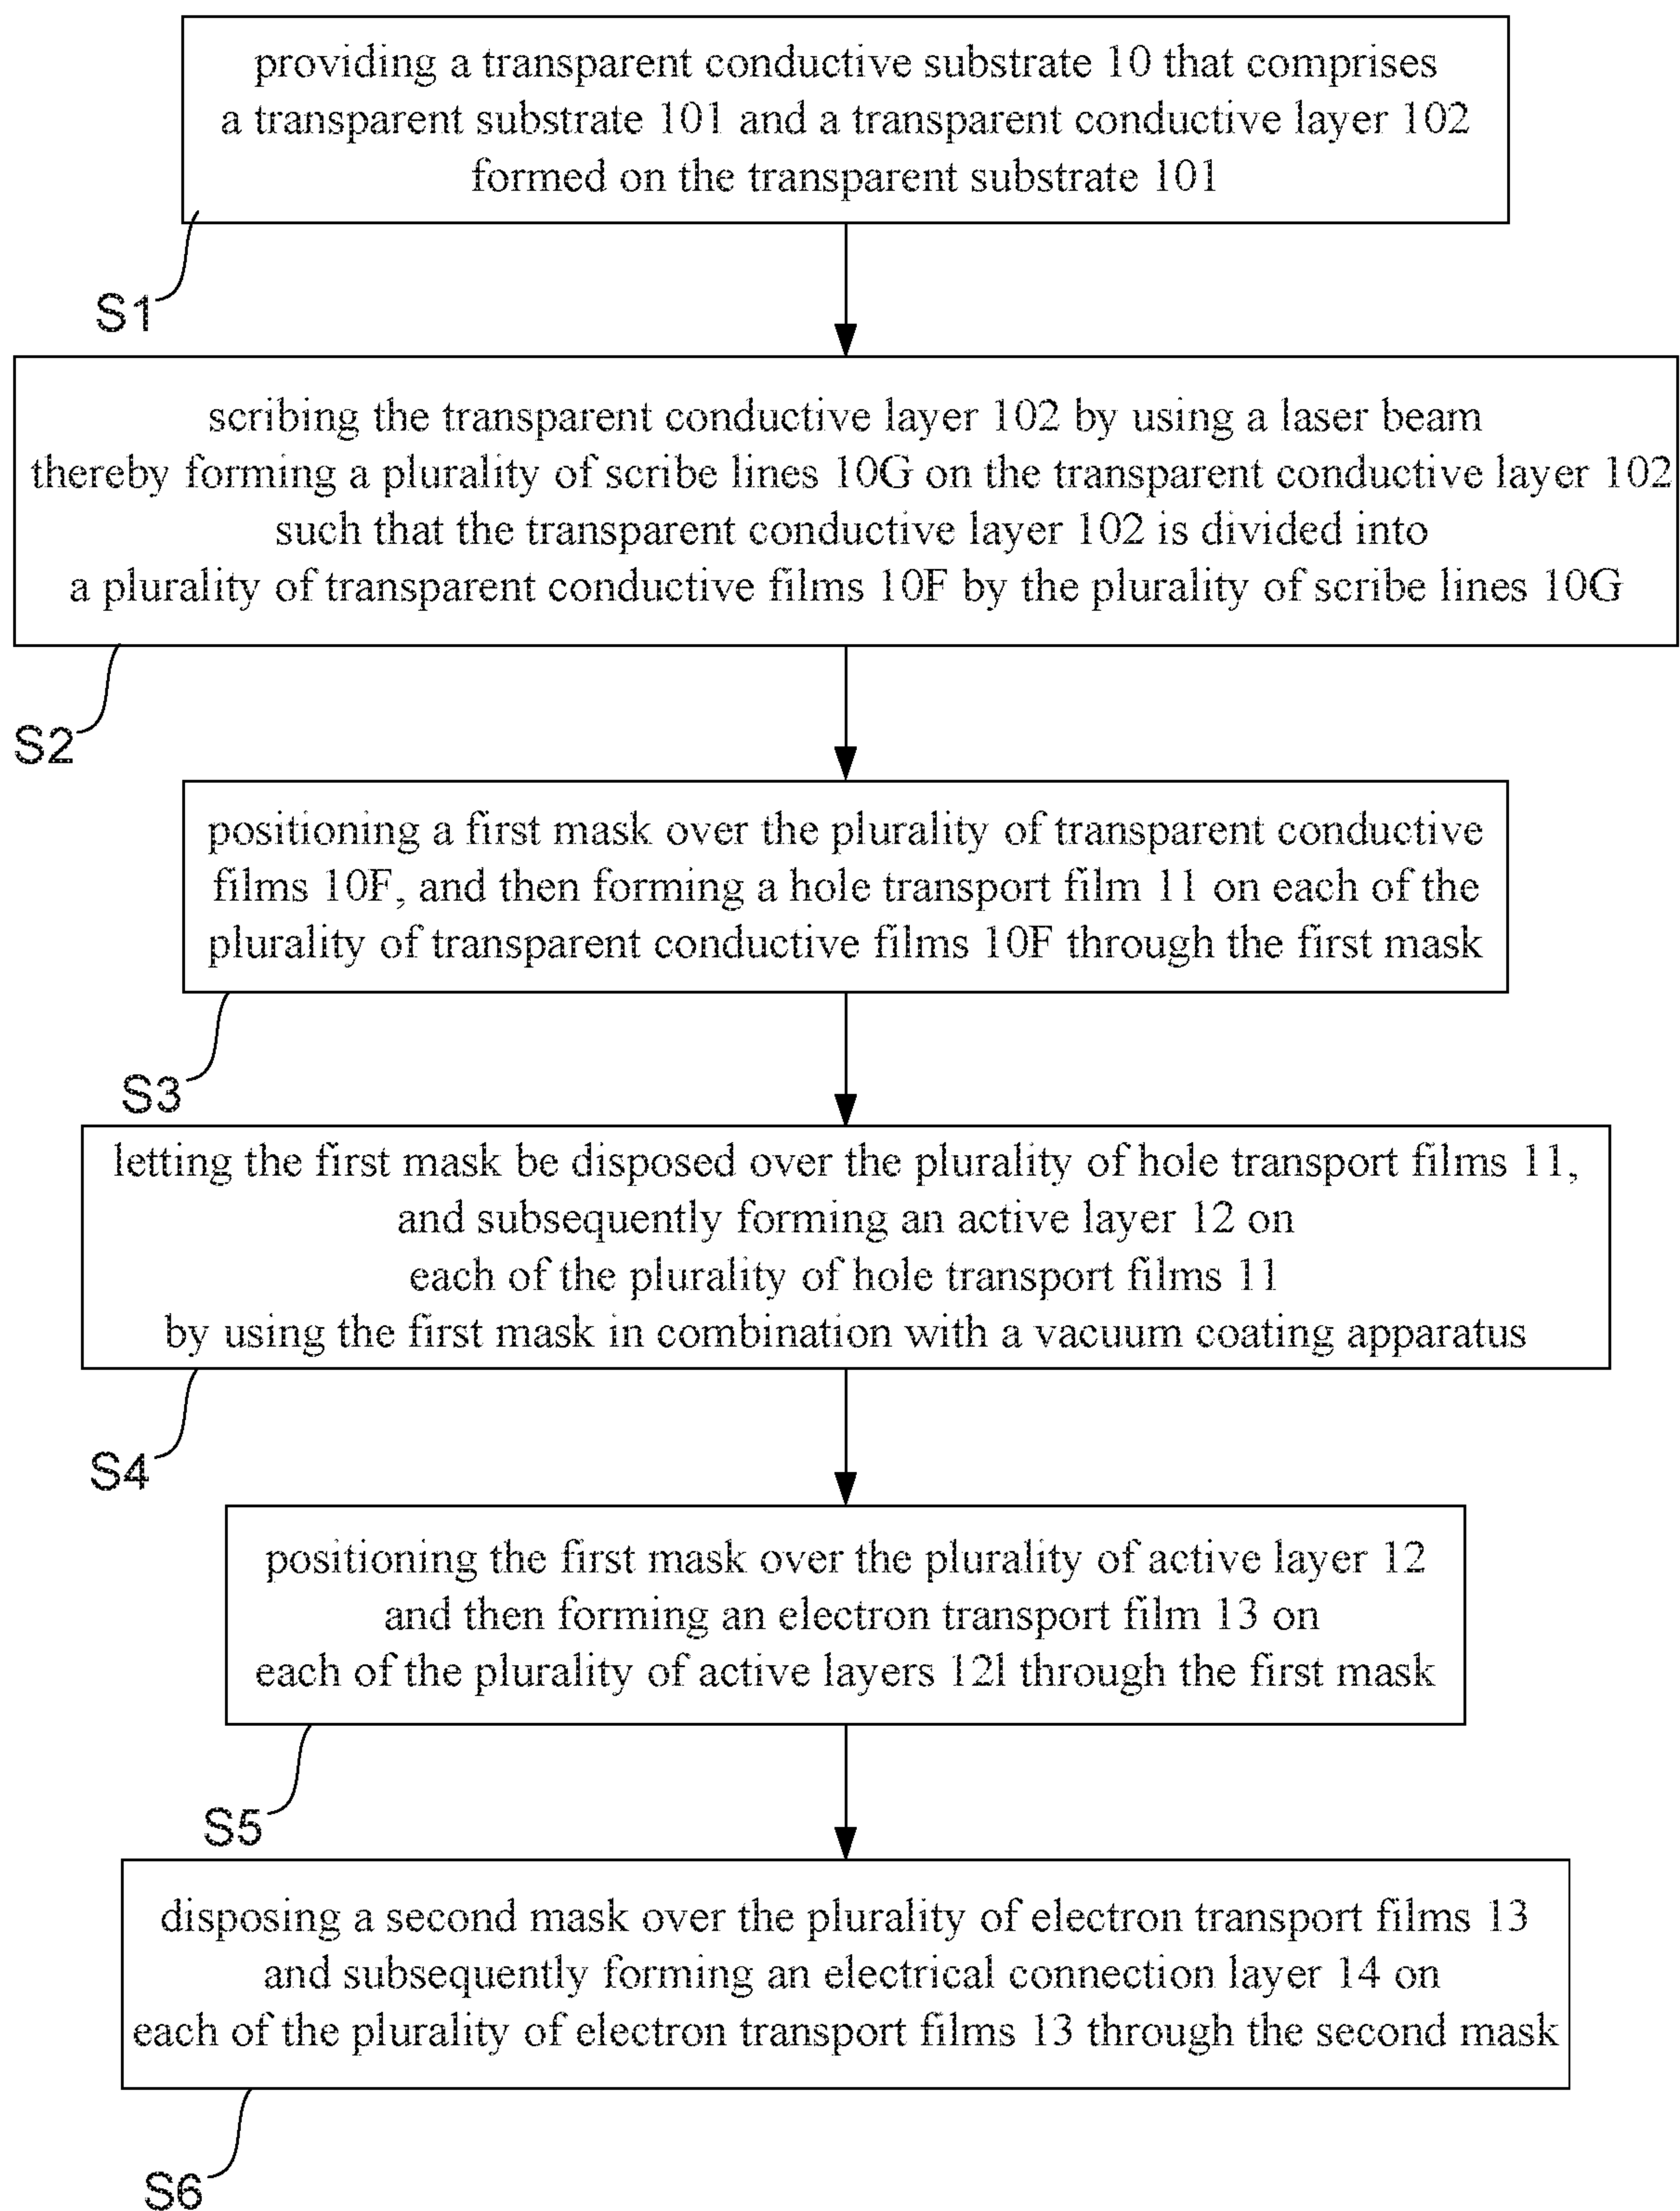 providing a transparent conductive substrate 10 that comprises
a transparent substrate 101 and a transparent conductive layer 102
formed on the transparent substrate 101
S1
scribing the transparent conductive layer 102 by using a laser beam
thereby forming a plurality of scribe lines 10G on the transparent conductive layer 102
such that the transparent conductive layer 102 is divided into
a plurality of transparent conductive films 10F by the plurality of scribe lines 10G
S2
positioning a first mask over the plurality of transparent conductive
films 10F, and then forming a hole transport film 11 on each of the
plurality of transparent conductive films 10F through the first mask
S3
letting the first mask be disposed over the plurality of hole transport films 11,
and subsequently forming an active layer 12 on
each of the plurality of hole transport films 11
by using the first mask in combination with a vacuum coating apparatus
S4
positioning the first mask over the plurality of active layer 12
and then forming an electron transport film 13 on
each of the plurality of active layers 12l through the first mask
S5
disposing a second mask over the plurality of electron transport films 13
and subsequently forming an electrical connection layer 14 on
each of the plurality of electron transport films 13 through the second mask
S6